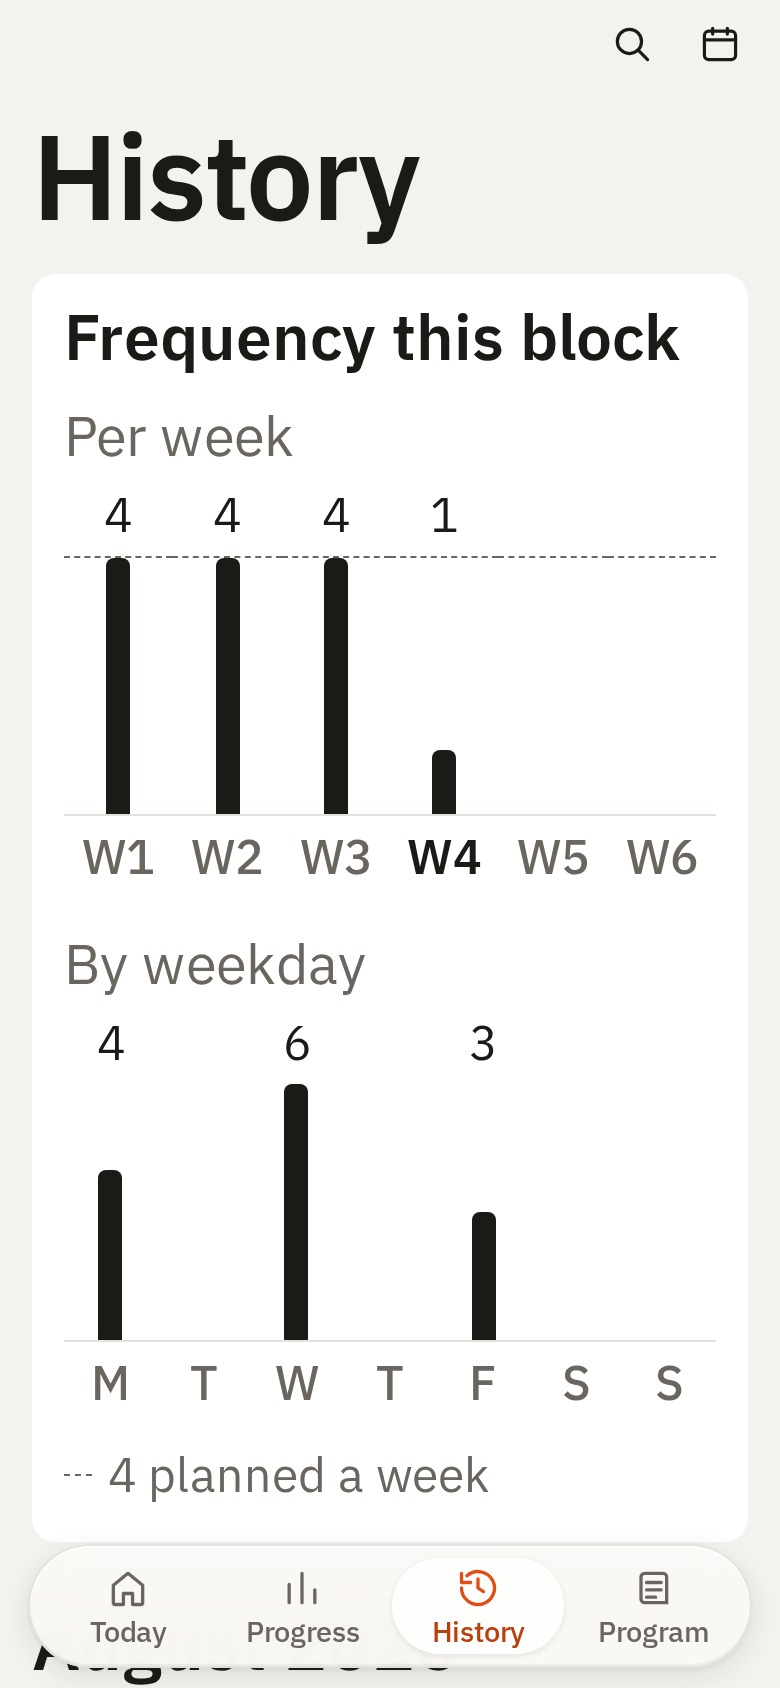 History
Frequency this block
Per week
4 4 4 1
W1 W2 W3 W4 W5 W6
By weekday
4 6 3
M T W T F S S
4 planned a week
Today Progress History Program